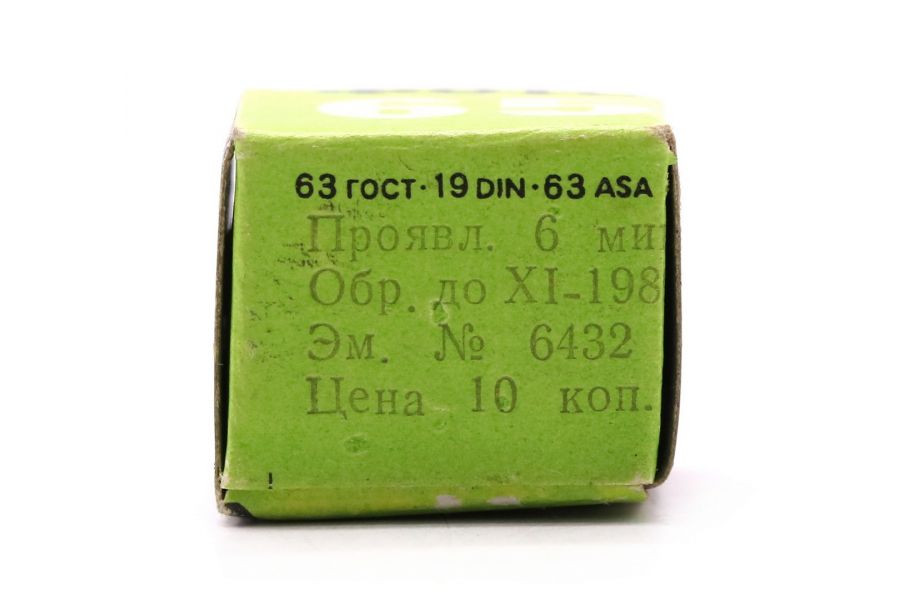 65
63 ГОСТ · 19 DIN · 63 ASA
Проявл. 6 ми
Обр. до XI-198
Эм. № 6432
Цена 10 коп.
!